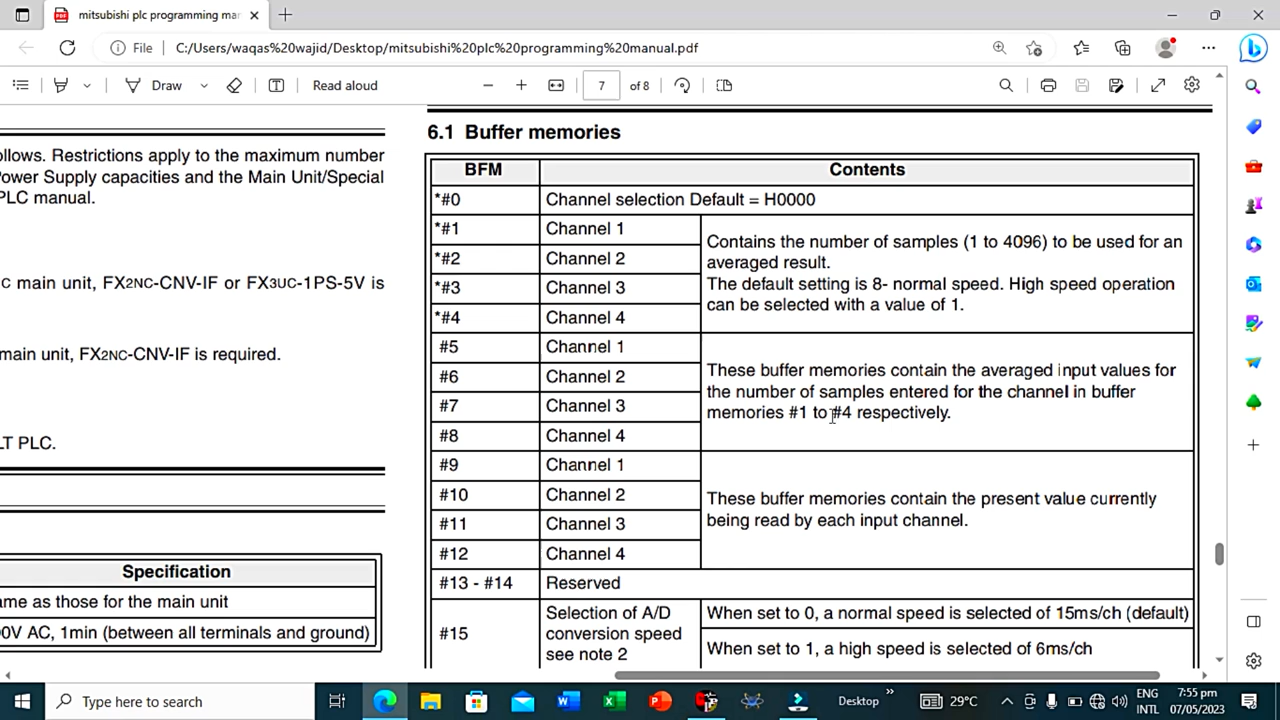 mitsubishi plc programming mar
File
C:/Users/waqas%20wajid/Desktop/mitsubishi%20plc%20programming%20manual.pdf
Draw
Read aloud
7
of 8
ollows. Restrictions apply to the maximum number
Power Supply capacities and the Main Unit/Special
PLC manual.
C main unit, FX2NC-CNV-IF or FX3UC-1PS-5V is
main unit, FX2NC-CNV-IF is required.
LT PLC.
Specification
ame as those for the main unit
0V AC, 1min (between all terminals and ground)
6.1 Buffer memories
BFM
Contents
*#0
Channel selection Default = H0000
*#1
Channel 1
*#2
Channel 2
*#3
Channel 3
*#4
Channel 4
Contains the number of samples (1 to 4096) to be used for an
averaged result.
The default setting is 8- normal speed. High speed operation
can be selected with a value of 1.
#5
Channel 1
#6
Channel 2
#7
Channel 3
#8
Channel 4
These buffer memories contain the averaged input values for
the number of samples entered for the channel in buffer
memories #1 to #4 respectively.
#9
Channel 1
#10
Channel 2
#11
Channel 3
#12
Channel 4
These buffer memories contain the present value currently
being read by each input channel.
#13 - #14
Reserved
#15
Selection of A/D
conversion speed
see note 2
When set to 0, a normal speed is selected of 15ms/ch (default)
When set to 1, a high speed is selected of 6ms/ch
Type here to search
Desktop
29°C
ENG
INTL
7:55 pm
07/05/2023